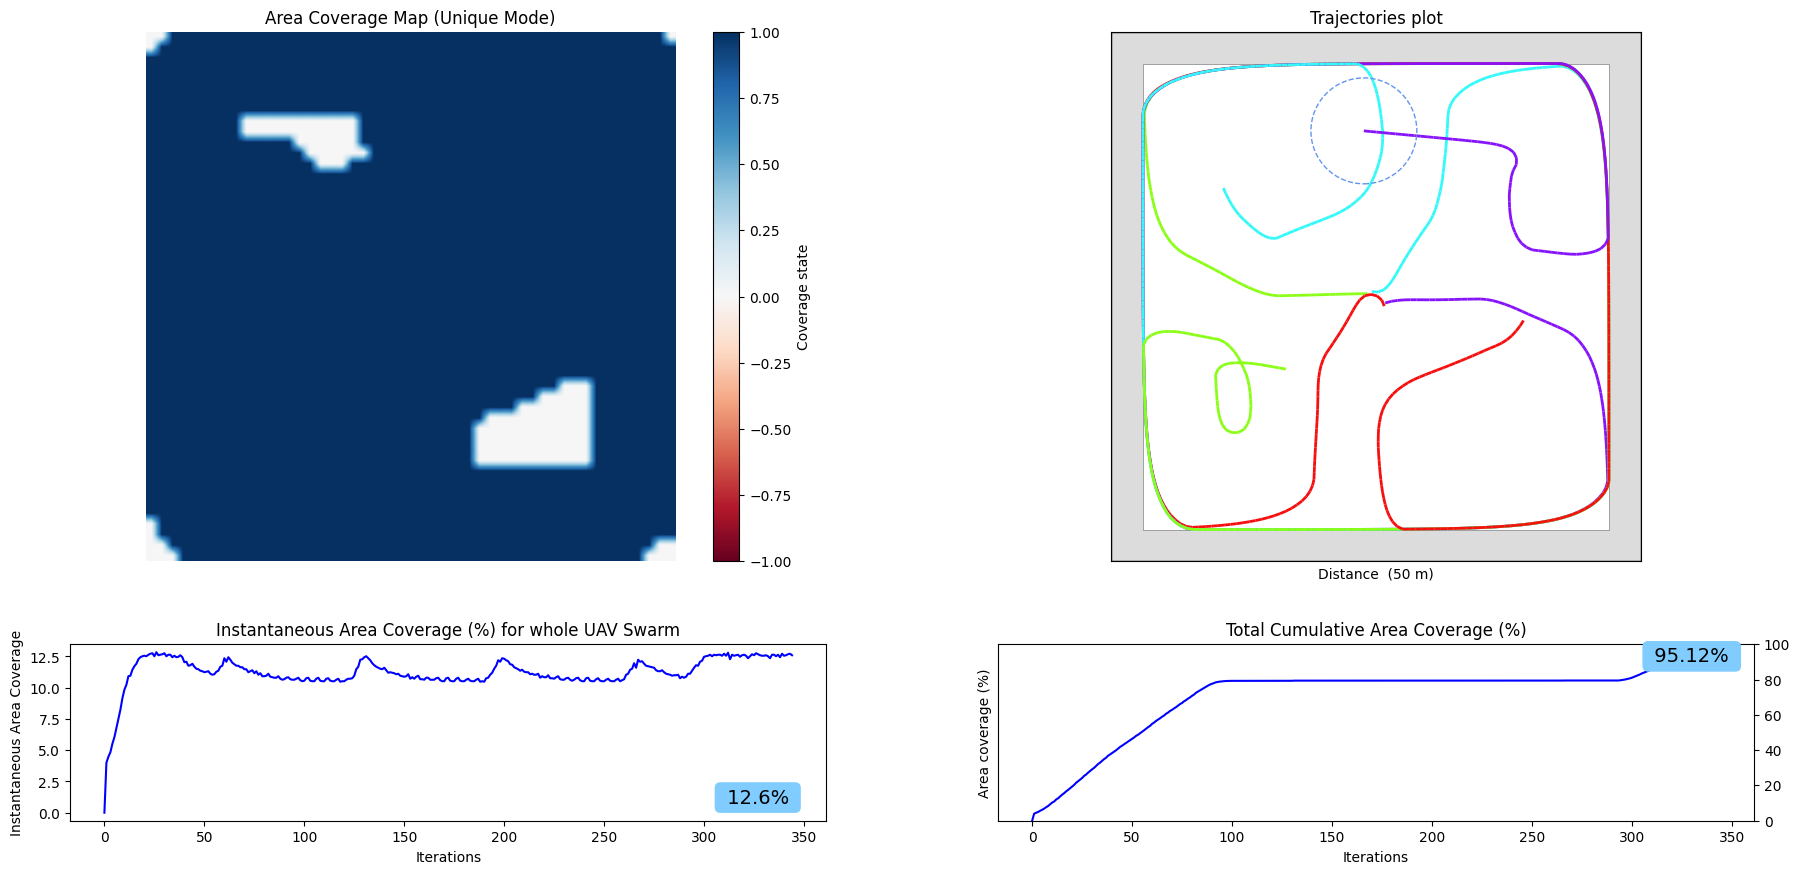 Area Coverage Map (Unique Mode)
1.00
0.75
0.50
0.25
0.00
−0.25
−0.50
−0.75
−1.00
Coverage state
Trajectories plot
Distance  (50 m)
Instantaneous Area Coverage (%) for whole UAV Swarm
Instantaneous Area Coverage
12.5
10.0
7.5
5.0
2.5
0.0
12.6%
0 50 100 150 200 250 300 350
Iterations
Total Cumulative Area Coverage (%)
Area coverage (%)
95.12%
100
80
60
40
20
0
0 50 100 150 200 250 300 350
Iterations